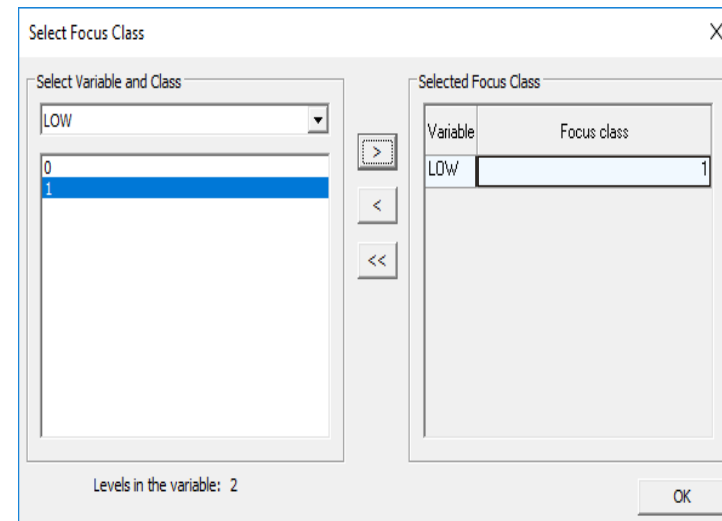 Select Focus Class
Select Variable and Class
LOW
0
1
>
<
<<
Levels in the variable: 2
Selected Focus Class
Variable Focus class
LOW 1
OK